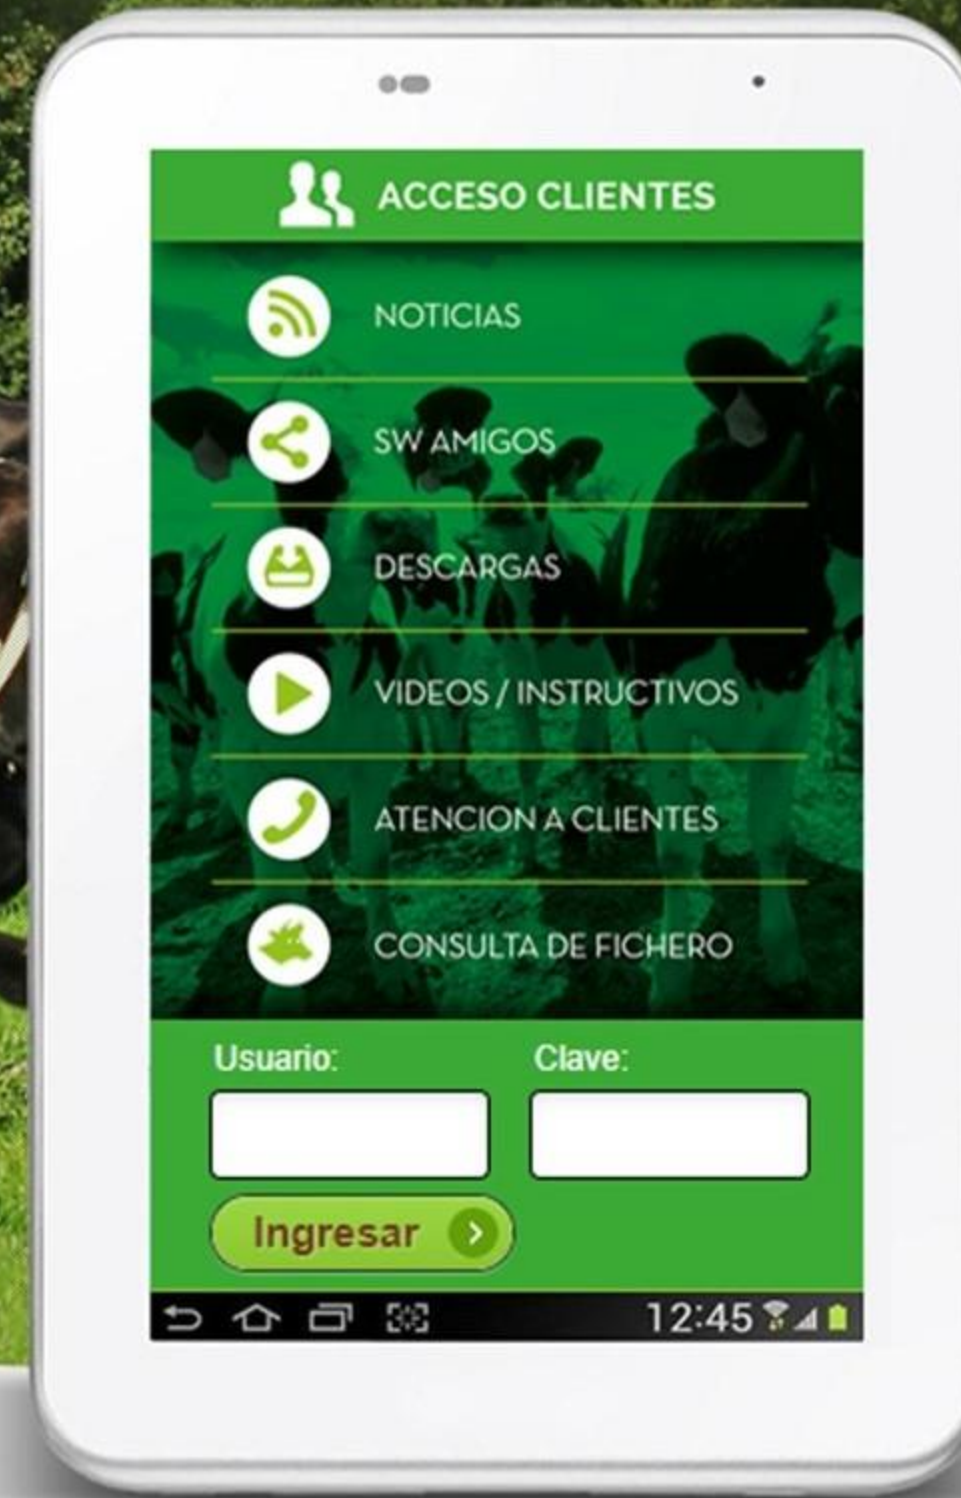 ACCESO CLIENTES
NOTICIAS
SW AMIGOS
DESCARGAS
VIDEOS / INSTRUCTIVOS
ATENCION A CLIENTES
CONSULTA DE FICHERO
Usuario: Clave:
Ingresar
12:45